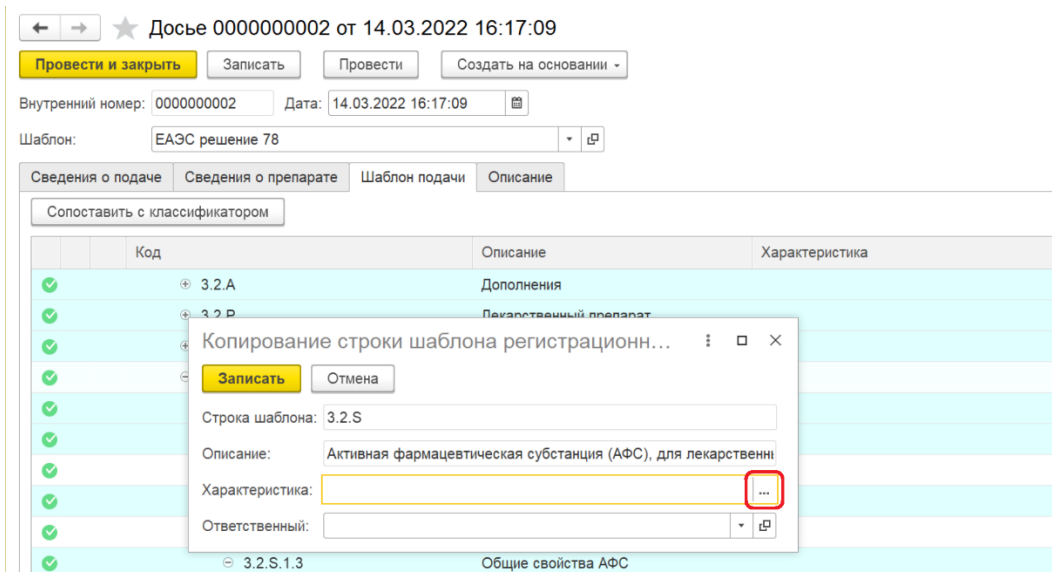 Досье 0000000002 от 14.03.2022 16:17:09
Провести и закрыть Записать Провести Создать на основании
Внутренний номер: 0000000002 Дата: 14.03.2022 16:17:09
Шаблон: ЕАЭС решение 78
Сведения о подаче Сведения о препарате Шаблон подачи Описание
Сопоставить с классификатором
Код Описание Характеристика
3.2.A Дополнения
3.2.P Лекарственный препарат
Копирование строки шаблона регистрационн...
Записать Отмена
Строка шаблона: 3.2.S
Описание: Активная фармацевтическая субстанция (АФС), для лекарственны
Характеристика: ...
Ответственный:
3.2.S.1.3 Общие свойства АФС